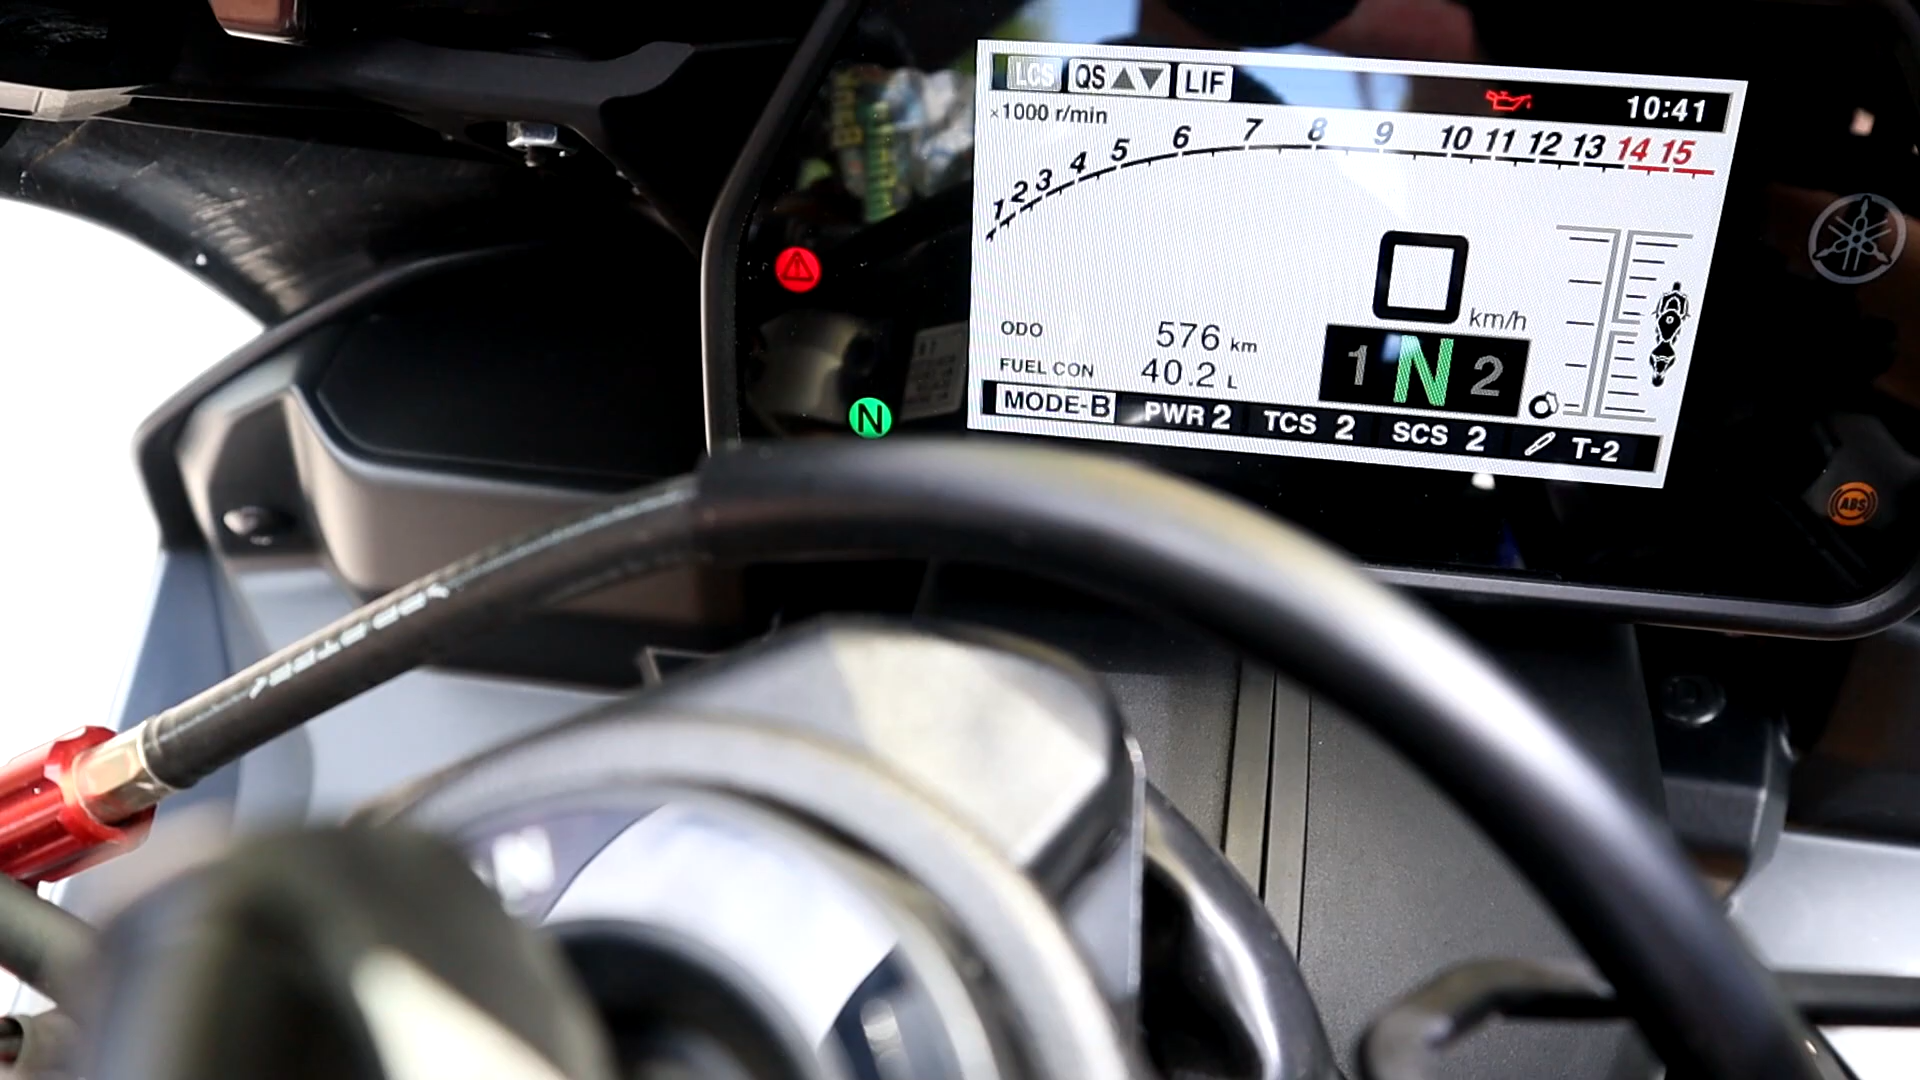 LCS QS LIF 10:41
×1000 r/min
1 2 3 4 5 6 7 8 9 10 11 12 13 14 15
0 km/h
ODO 576 km
FUEL CON 40.2 L
1 N 2
MODE-B PWR 2 TCS 2 SCS 2 T-2
N
ABS